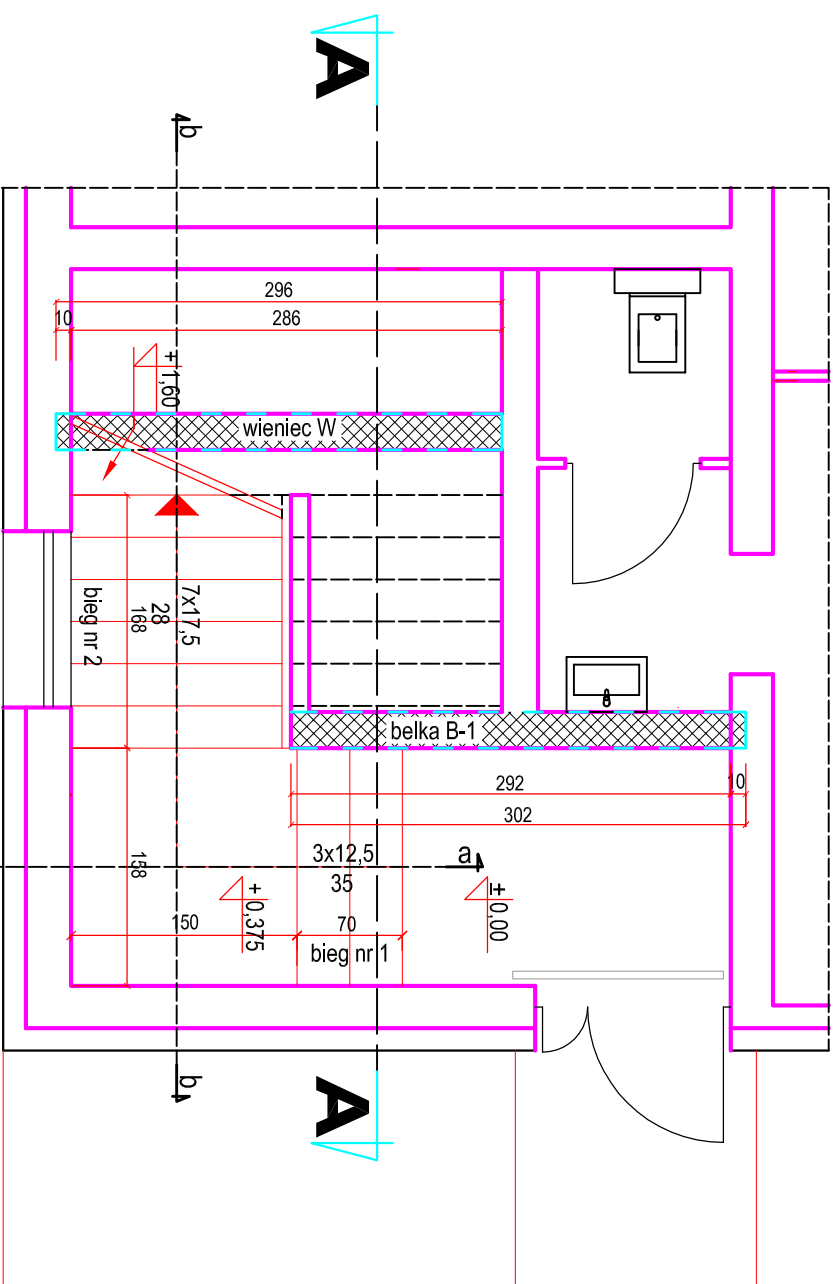 A
b
296
10
286
+ 1,60
wieniec W
7x17,5
28
168
bieg nr 2
belka B-1
292
10
302
158
3x12,5
35
a
+ 0,375
± 0,00
150
70
bieg nr 1
b
A